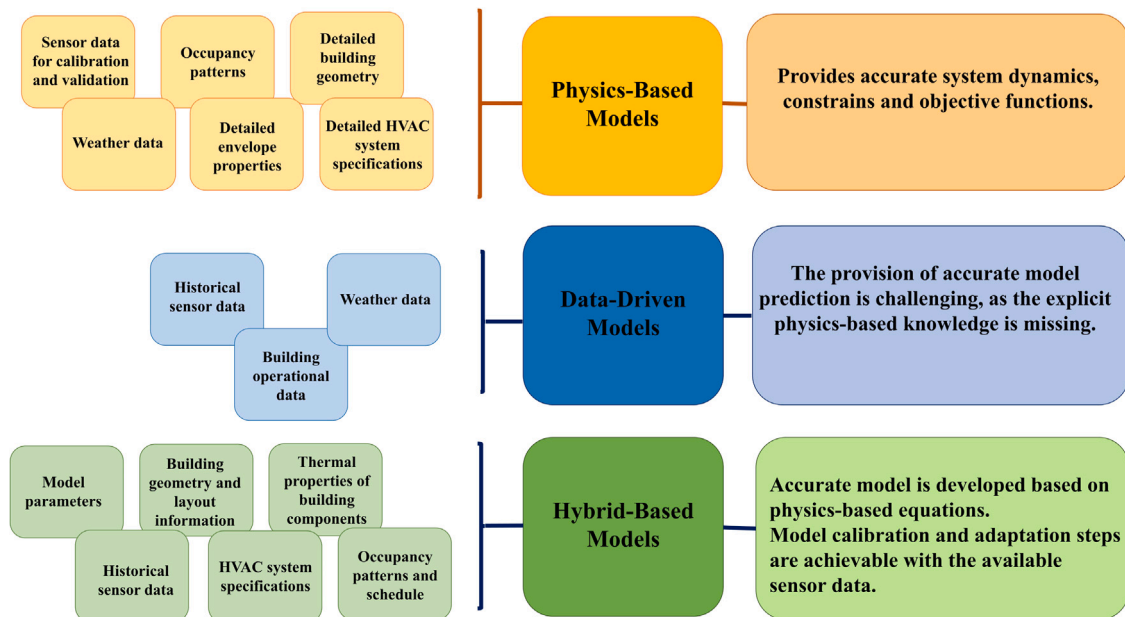 Sensor data
for calibration
and validation
Occupancy
patterns
Detailed
building
geometry
Weather data
Detailed
envelope
properties
Detailed HVAC
system
specifications
Physics-Based
Models
Provides accurate system dynamics,
constrains and objective functions.
Historical
sensor data
Weather data
Building
operational
data
Data-Driven
Models
The provision of accurate model
prediction is challenging, as the explicit
physics-based knowledge is missing.
Model
parameters
Building
geometry and
layout
information
Thermal
properties of
building
components
Historical
sensor data
HVAC system
specifications
Occupancy
patterns and
schedule
Hybrid-Based
Models
Accurate model is developed based on
physics-based equations.
Model calibration and adaptation steps
are achievable with the available
sensor data.